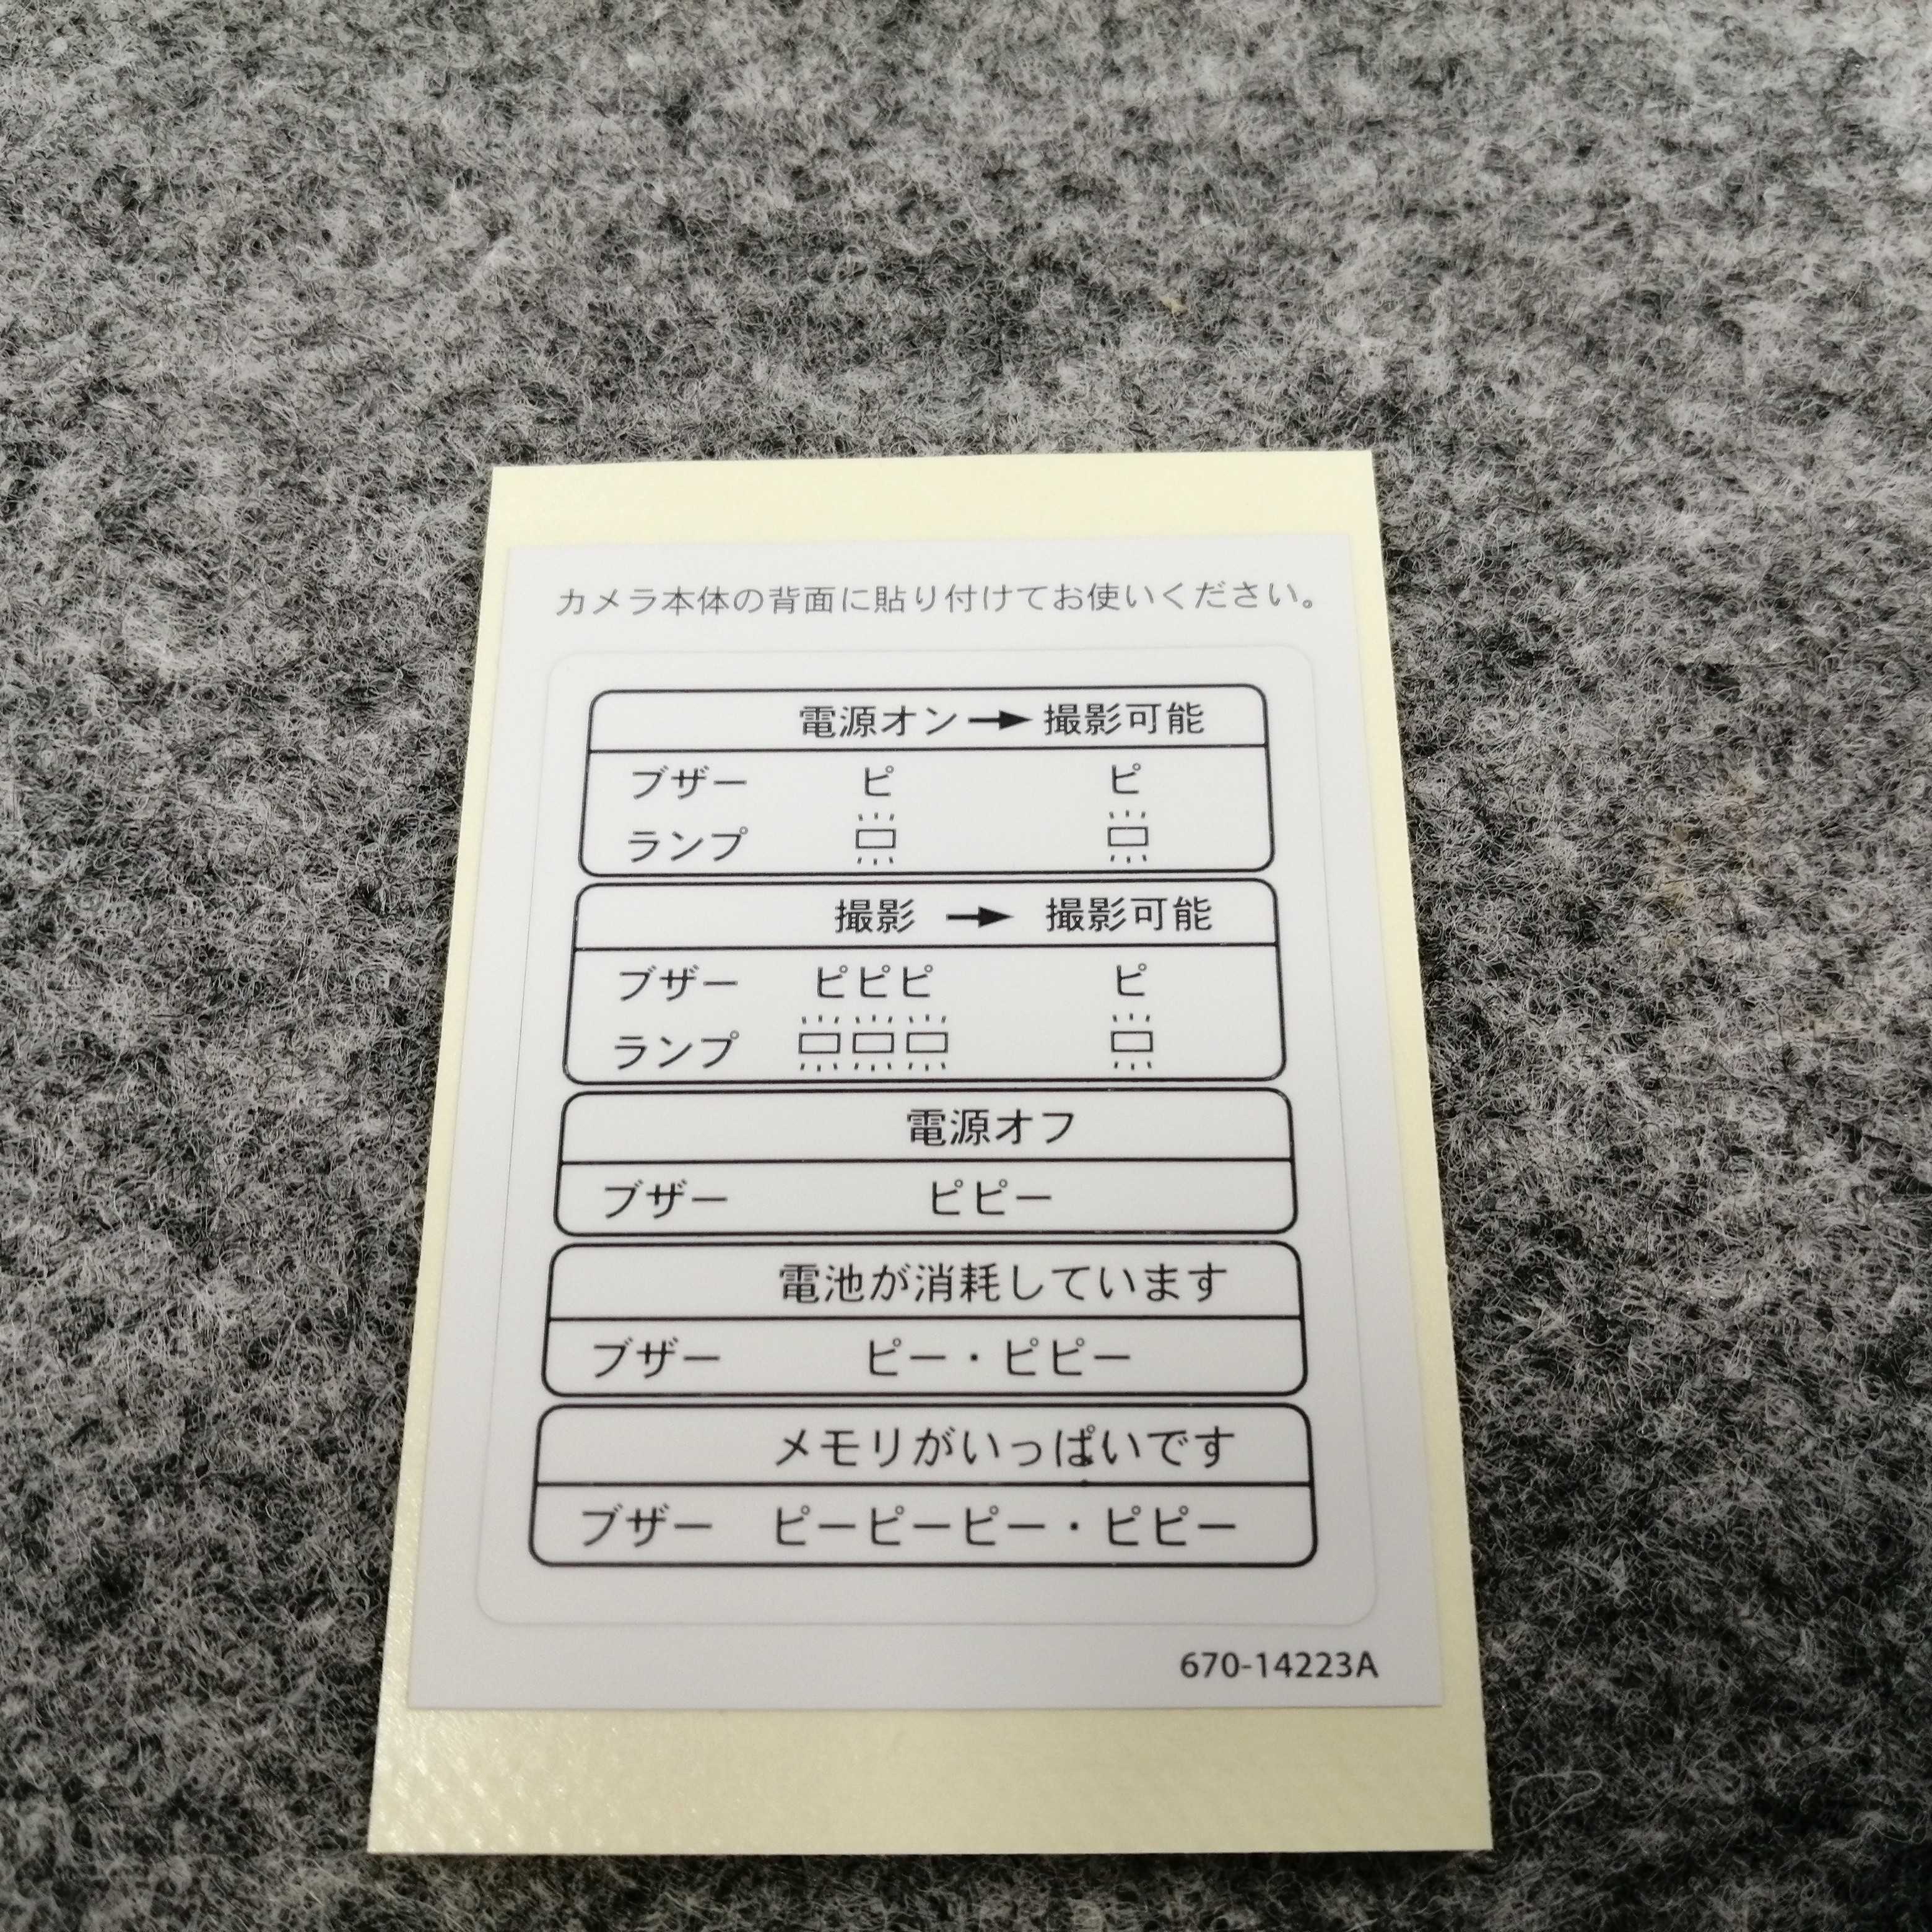 カメラ本体の背面に貼り付けてお使いください。
電源オン→撮影可能
ブザー ピ ピ
ランプ
撮影 → 撮影可能
ブザー ピピピ ピ
ランプ
電源オフ
ブザー ピピー
電池が消耗しています
ブザー ピー・ピピー
メモリがいっぱいです
ブザー ピーピーピー・ピピー
670-14223A